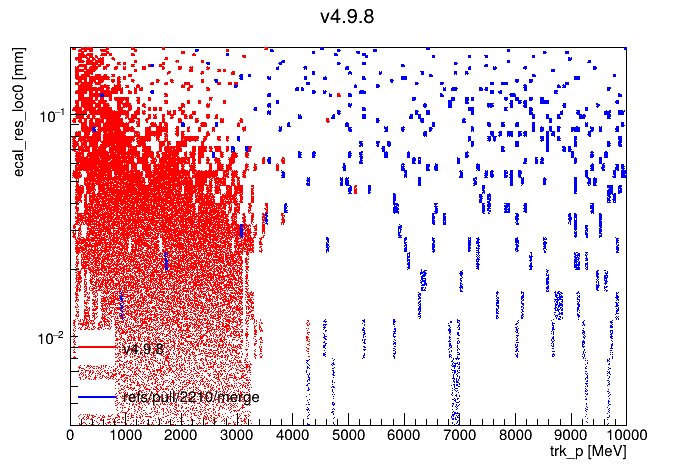 v4.9.8
ecal_res_loc0 [mm]
10⁻¹
10⁻²
v4.9.8
refs/pull/2210/merge
0 1000 2000 3000 4000 5000 6000 7000 8000 9000 10000
trk_p [MeV]